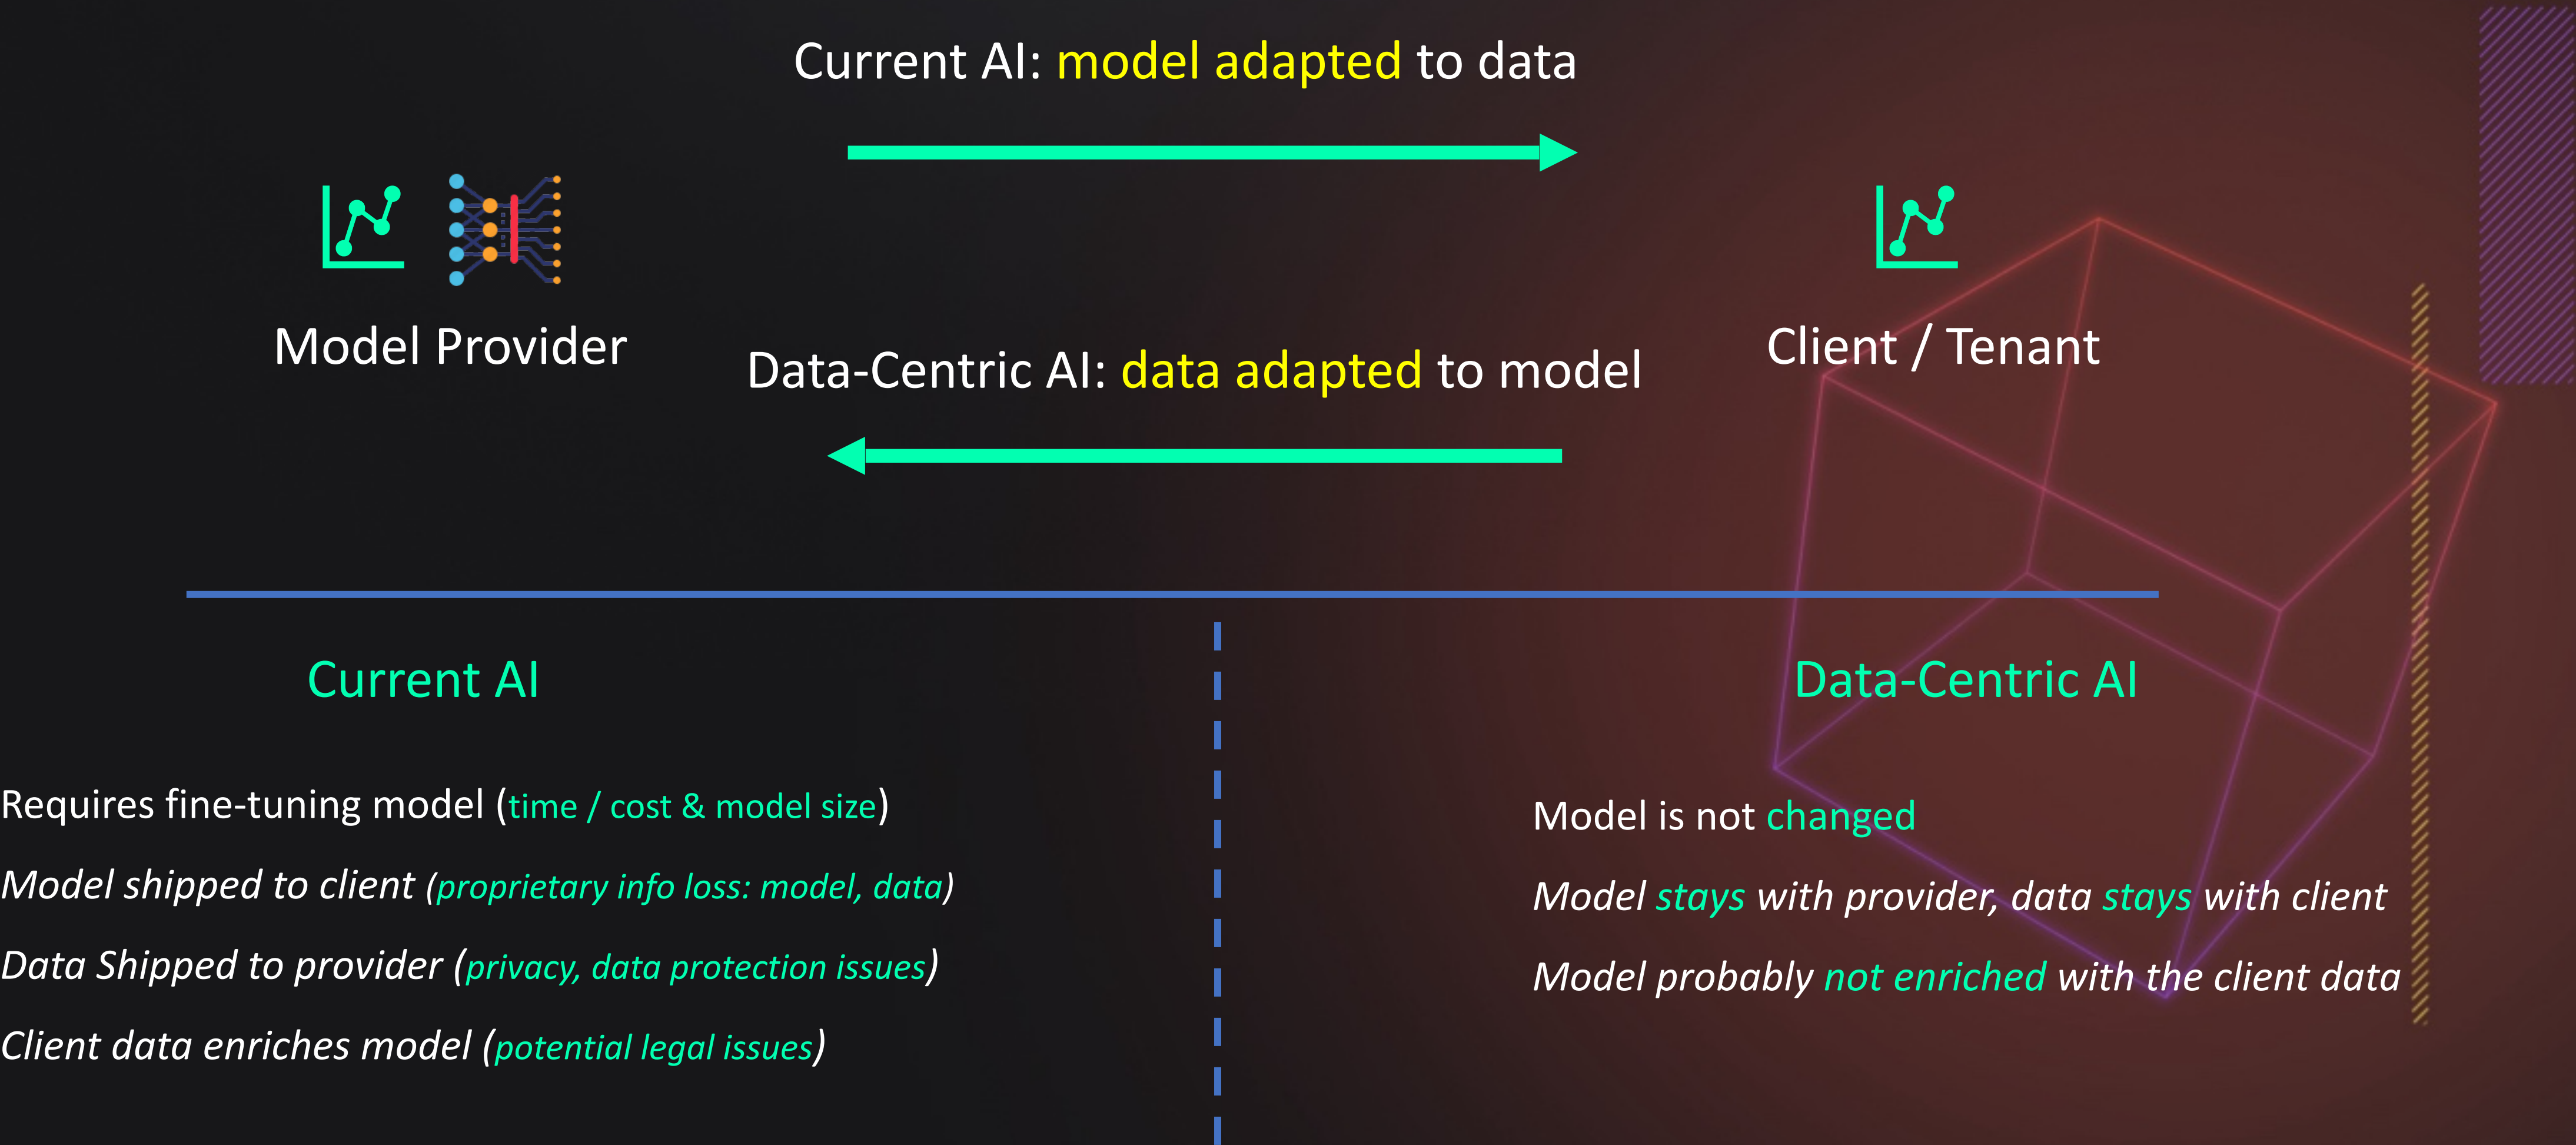 Current AI: model adapted to data
Model Provider
Client / Tenant
Data-Centric AI: data adapted to model
Current AI
Requires fine-tuning model (time / cost & model size)
Model shipped to client (proprietary info loss: model, data)
Data Shipped to provider (privacy, data protection issues)
Client data enriches model (potential legal issues)
Data-Centric AI
Model is not changed
Model stays with provider, data stays with client
Model probably not enriched with the client data